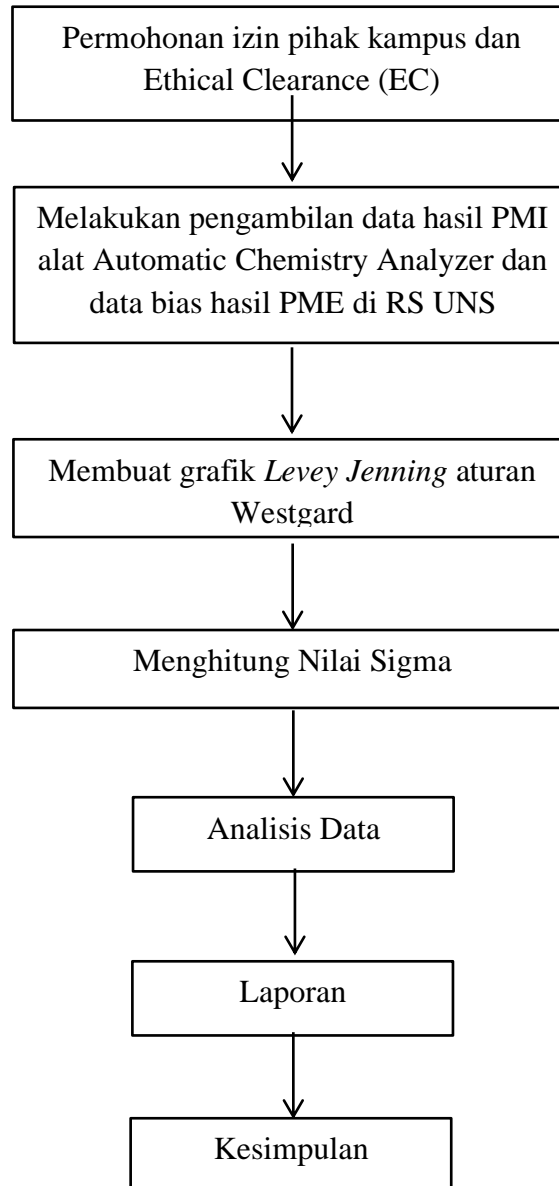 Permohonan izin pihak kampus dan
Ethical Clearance (EC)
Melakukan pengambilan data hasil PMI
alat Automatic Chemistry Analyzer dan
data bias hasil PME di RS UNS
Membuat grafik Levey Jenning aturan
Westgard
Menghitung Nilai Sigma
Analisis Data
Laporan
Kesimpulan